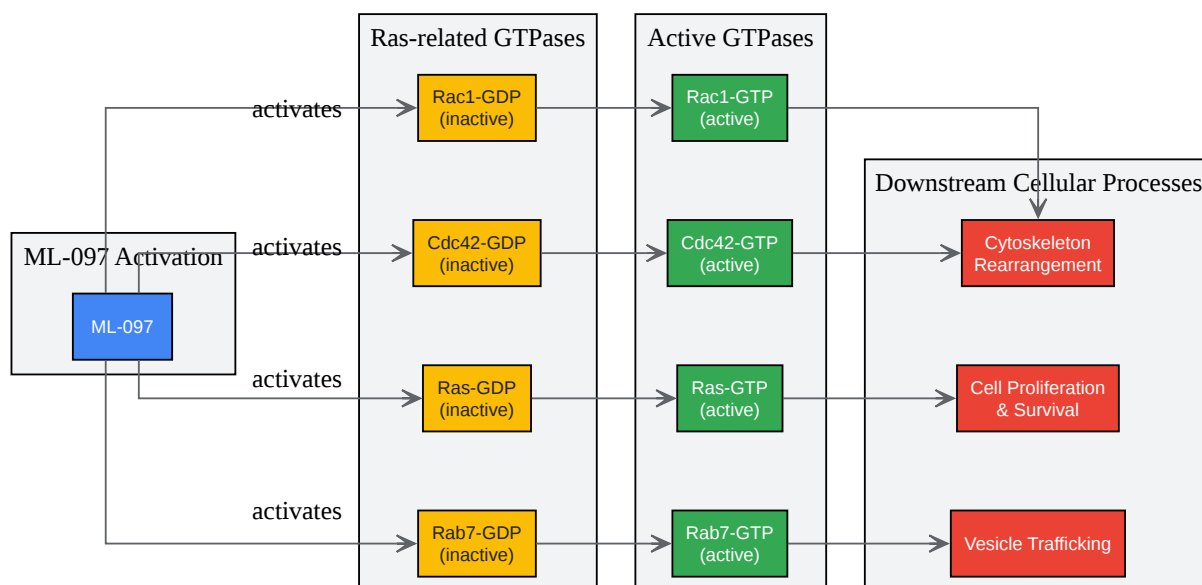 Ras-related GTPases
Active GTPases
activates
Rac1-GDP
(inactive)
Rac1-GTP
(active)
Downstream Cellular Processes
ML-097 Activation
activates
Cdc42-GDP
(inactive)
Cdc42-GTP
(active)
Cytoskeleton
Rearrangement
ML-097
activates
Ras-GDP
(inactive)
Ras-GTP
(active)
Cell Proliferation
& Survival
activates
Rab7-GDP
(inactive)
Rab7-GTP
(active)
Vesicle Trafficking